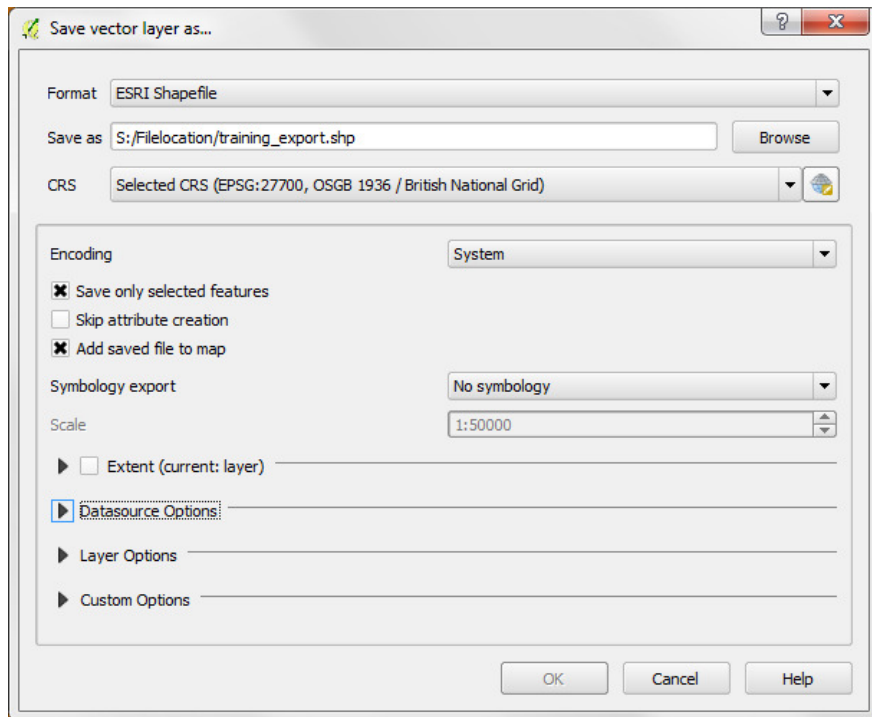 Save vector layer as...
Format ESRI Shapefile
Save as S:/Filelocation/training_export.shp Browse
CRS Selected CRS (EPSG:27700, OSGB 1936 / British National Grid)
Encoding System
Save only selected features
Skip attribute creation
Add saved file to map
Symbology export No symbology
Scale 1:50000
Extent (current: layer)
Datasource Options
Layer Options
Custom Options
OK Cancel Help